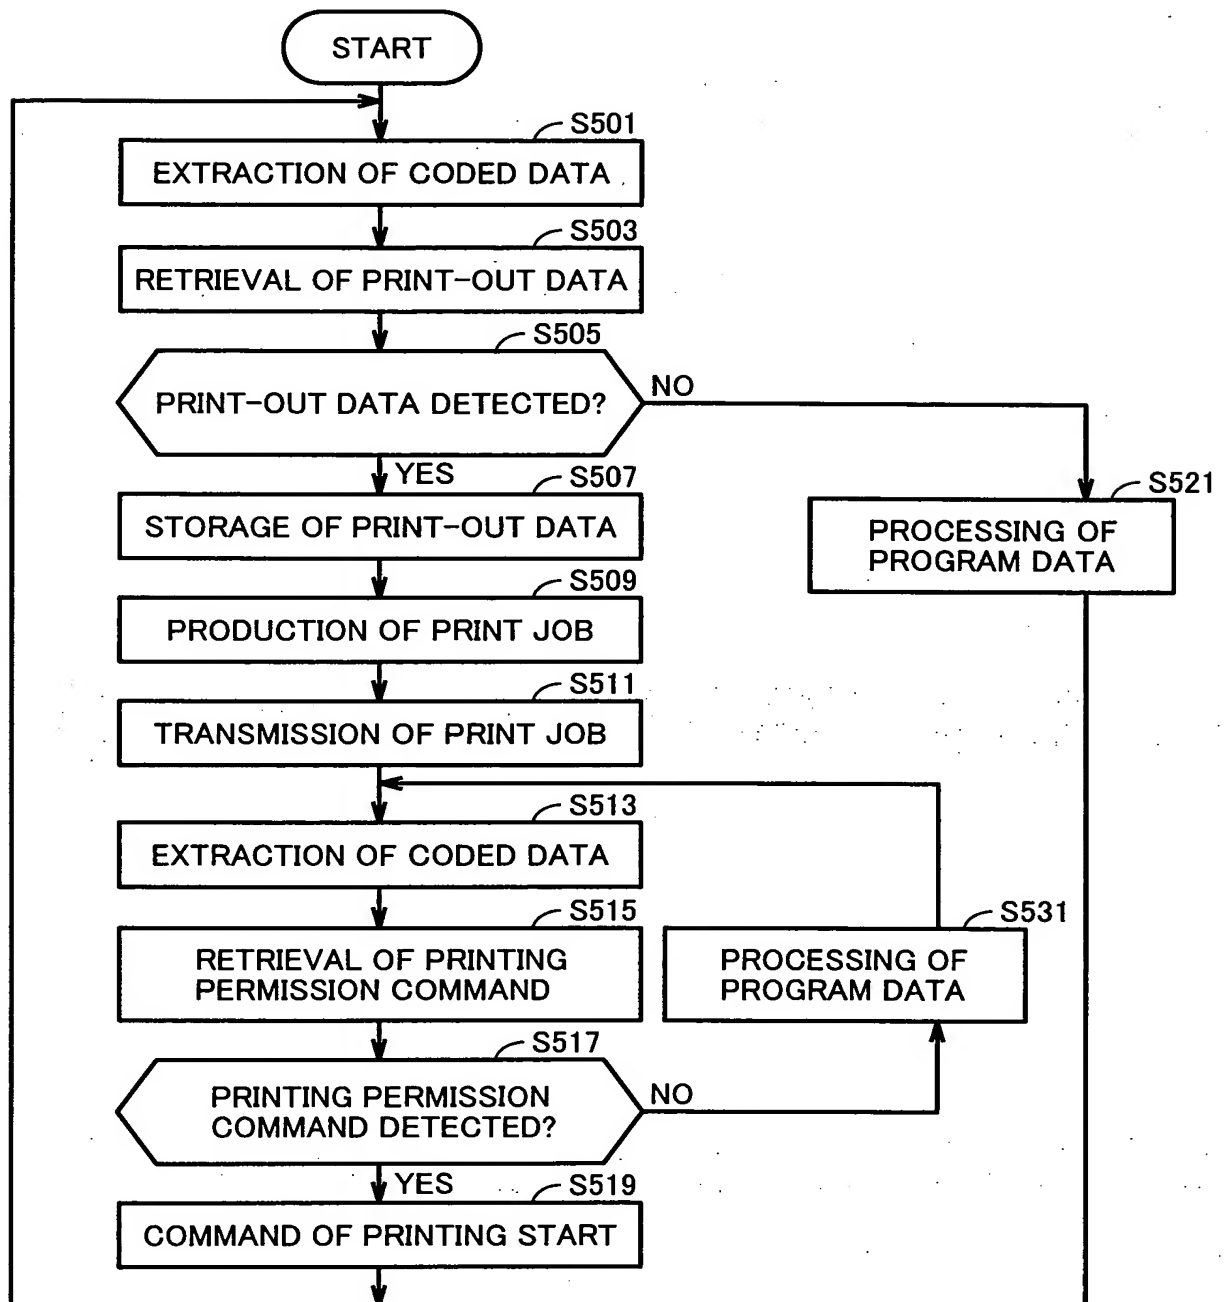 START
S501
EXTRACTION OF CODED DATA
S503
RETRIEVAL OF PRINT-OUT DATA
S505
PRINT-OUT DATA DETECTED?
NO
YES
S507
STORAGE OF PRINT-OUT DATA
S521
PROCESSING OF
PROGRAM DATA
S509
PRODUCTION OF PRINT JOB
S511
TRANSMISSION OF PRINT JOB
S513
EXTRACTION OF CODED DATA
S515
RETRIEVAL OF PRINTING
PERMISSION COMMAND
S531
PROCESSING OF
PROGRAM DATA
S517
PRINTING PERMISSION
COMMAND DETECTED?
NO
YES
S519
COMMAND OF PRINTING START